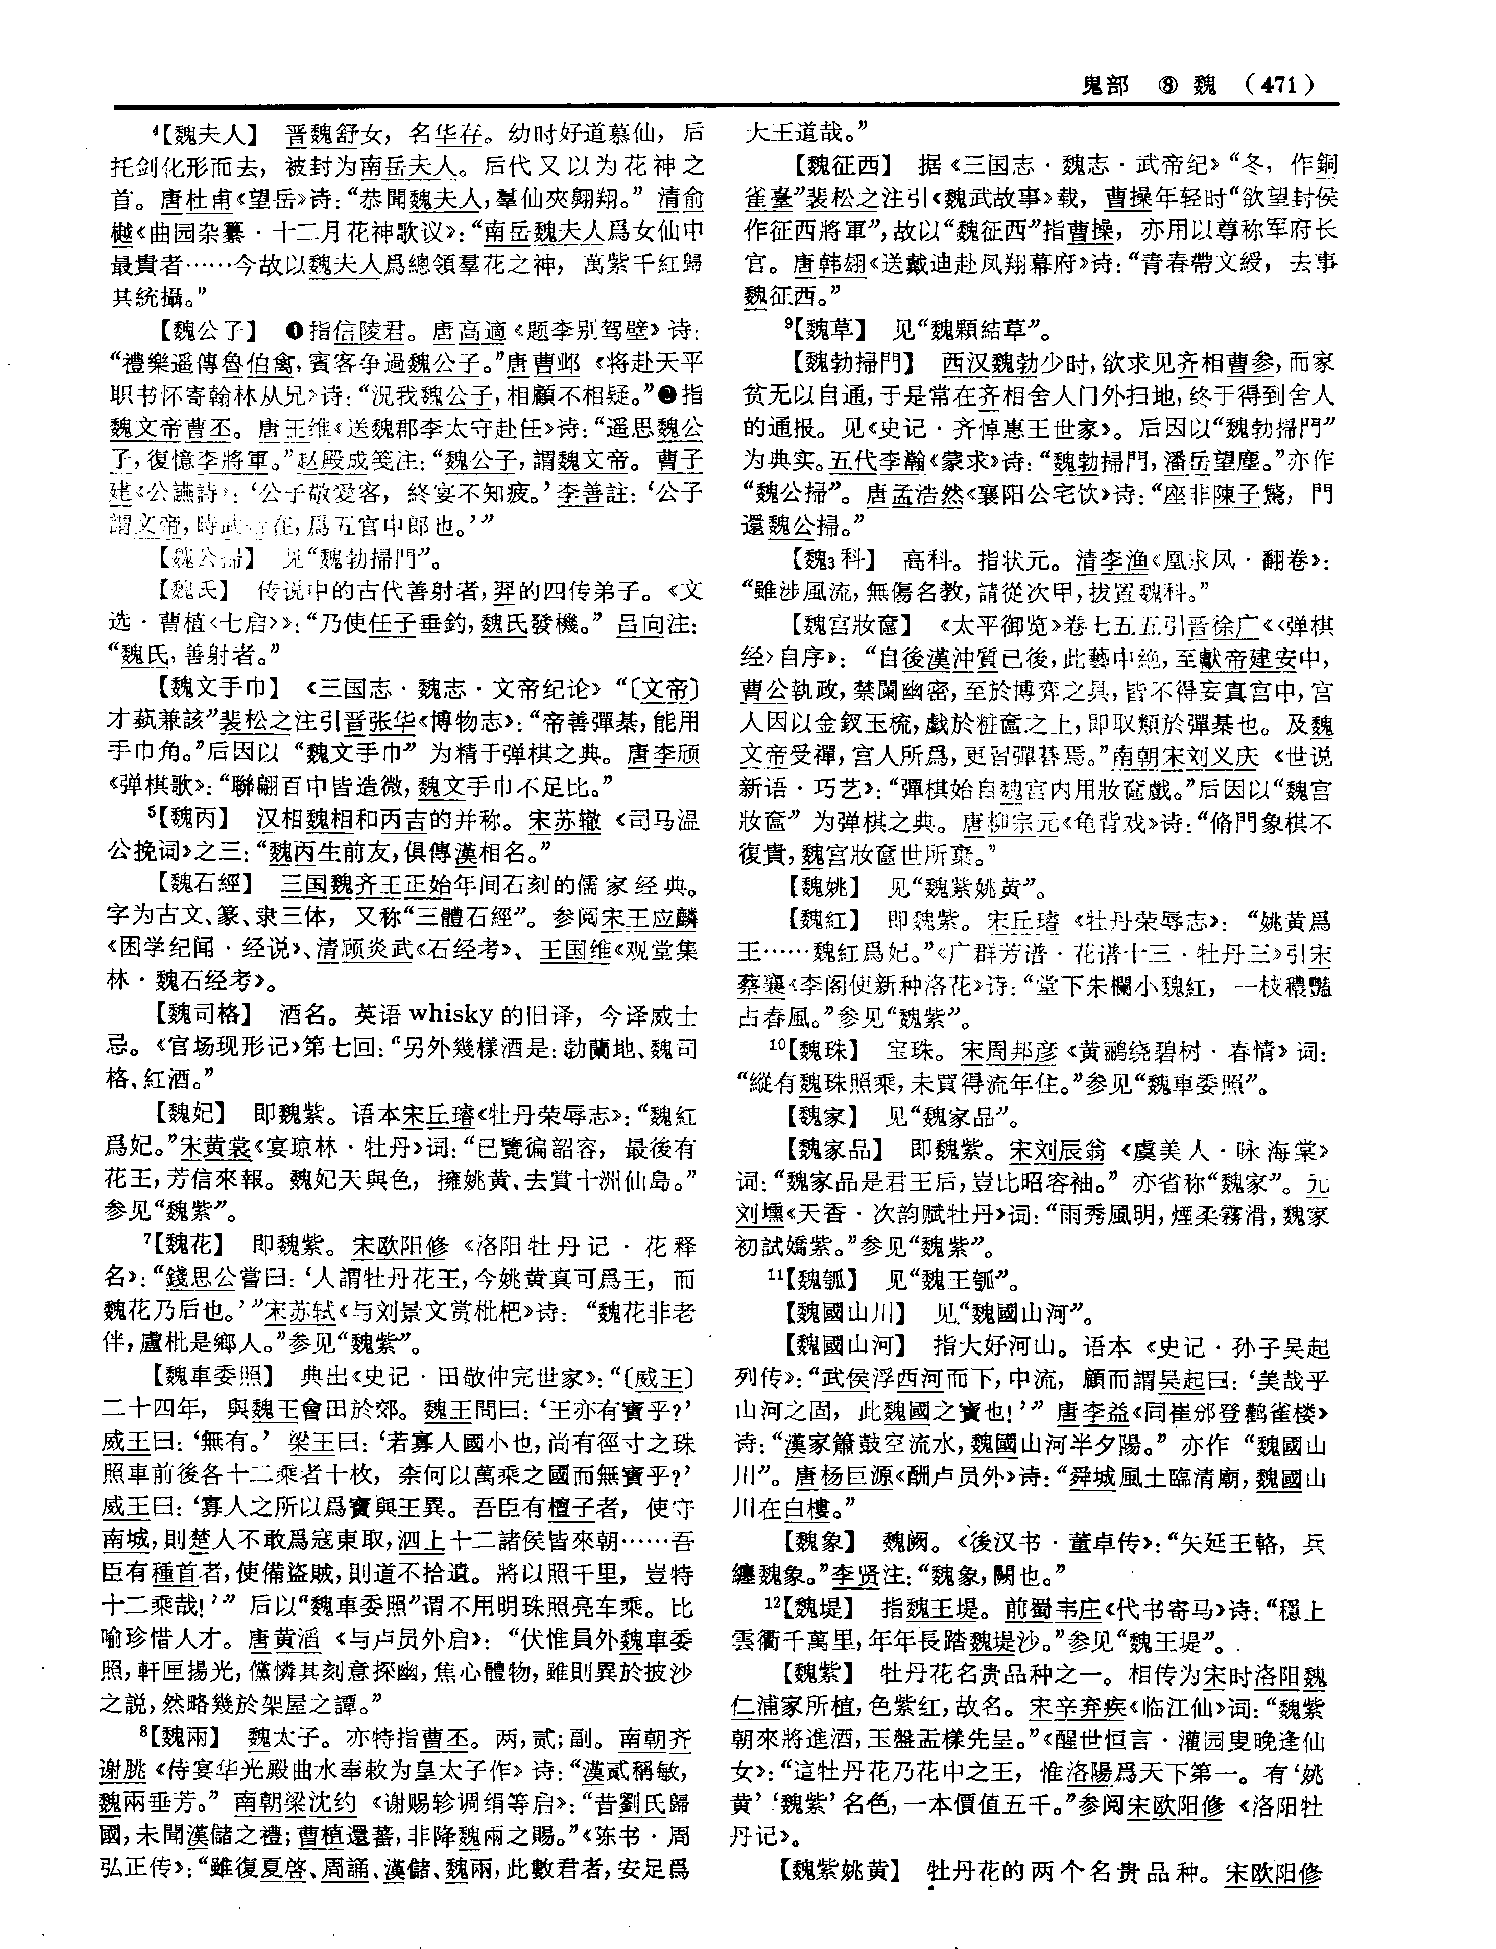 鬼部 ⑧ 魏 (471)
⁴【魏夫人】 晋魏舒女，名华存。幼时好道慕仙，后
托剑化形而去，被封为南岳夫人。后代又以为花神之
首。唐杜甫《望岳》诗：“恭聞魏夫人，羣仙夾翱翔。”清俞
樾《曲园杂纂·十二月花神歌议》：“南岳魏夫人爲女仙中
最貴者……今故以魏夫人爲總領羣花之神，萬紫千紅歸
其統攝。”
【魏公子】 ❶指信陵君。唐高適《题李别驾壁》诗：
“禮樂遥傳魯伯禽，賓客争過魏公子。”唐曹邺《将赴天平
职书怀寄翰林从兄》诗：“況我魏公子，相顧不相疑。”❷指
魏文帝曹丕。唐王维《送魏郡李太守赴任》诗：“遥思魏公
子，復憶李將軍。”赵殿成笺注：“魏公子，謂魏文帝。曹子
建《公讌詩》：‘公子敬愛客，終宴不知疲。’李善註：‘公子
謂文帝，時武帝在，爲五官中郎也。’”
【魏公掃】 见“魏勃掃門”。
【魏氏】 传说中的古代善射者，羿的四传弟子。《文
选·曹植〈七启〉》：“乃使任子垂釣，魏氏發機。”吕向注：
“魏氏，善射者。”
【魏文手巾】 《三国志·魏志·文帝纪论》“〔文帝〕
才蓺兼該”裴松之注引晋张华《博物志》：“帝善彈棊，能用
手巾角。”后因以“魏文手巾”为精于弹棋之典。唐李颀
《弹棋歌》：“聯翩百中皆造微，魏文手巾不足比。”
⁵【魏丙】 汉相魏相和丙吉的并称。宋苏辙《司马温
公挽词》之三：“魏丙生前友，俱傳漢相名。”
【魏石經】 三国魏齐王正始年间石刻的儒家经典。
字为古文、篆、隶三体，又称“三體石經”。参阅宋王应麟
《困学纪闻·经说》、清顾炎武《石经考》、王国维《观堂集
林·魏石经考》。
【魏司格】 酒名。英语 whisky 的旧译，今译威士
忌。《官场现形记》第七回：“另外幾樣酒是：勃蘭地、魏司
格、紅酒。”
【魏妃】 即魏紫。语本宋丘璿《牡丹荣辱志》：“魏紅
爲妃。”宋黄裳《宴琼林·牡丹》词：“已覽徧韶容，最後有
花王，芳信來報。魏妃天與色，擁姚黄、去賞十洲仙島。”
参见“魏紫”。
⁷【魏花】 即魏紫。宋欧阳修《洛阳牡丹记·花释
名》：“錢思公嘗曰：‘人謂牡丹花王，今姚黄真可爲王，而
魏花乃后也。’”宋苏轼《与刘景文赏枇杷》诗：“魏花非老
伴，盧枇是鄉人。”参见“魏紫”。
【魏車委照】 典出《史记·田敬仲完世家》：“〔威王〕
二十四年，與魏王會田於郊。魏王問曰：‘王亦有寶乎？’
威王曰：‘無有。’梁王曰：‘若寡人國小也，尚有徑寸之珠
照車前後各十二乘者十枚，柰何以萬乘之國而無寶乎？’
威王曰：‘寡人之所以爲寶與王異。吾臣有檀子者，使守
南城，則楚人不敢爲寇東取，泗上十二諸侯皆來朝……吾
臣有種首者，使備盜賊，則道不拾遺。將以照千里，豈特
十二乘哉！’”后以“魏車委照”谓不用明珠照亮车乘。比
喻珍惜人才。唐黄滔《与卢员外启》：“伏惟員外魏車委
照，軒匣揚光，儻憐其刻意探幽，焦心體物，雖則異於披沙
之説，然略幾於架屋之譚。”
⁸【魏兩】 魏太子。亦特指曹丕。两，贰；副。南朝齐
谢朓《侍宴华光殿曲水奉敕为皇太子作》诗：“漢貳稱敏，
魏兩垂芳。”南朝梁沈约《谢赐轸调绢等启》：“昔劉氏歸
國，未聞漢儲之禮；曹植還蕃，非降魏兩之賜。”《陈书·周
弘正传》：“雖復夏啓、周誦、漢儲、魏兩，此數君者，安足爲
大王道哉。”
【魏征西】 据《三国志·魏志·武帝纪》“冬，作銅
雀臺”裴松之注引《魏武故事》载，曹操年轻时“欲望封侯
作征西將軍”，故以“魏征西”指曹操，亦用以尊称军府长
官。唐韩翃《送戴迪赴凤翔幕府》诗：“青春帶文綬，去事
魏征西。”
⁹【魏草】 见“魏顆結草”。
【魏勃掃門】 西汉魏勃少时，欲求见齐相曹参，而家
贫无以自通，于是常在齐相舍人门外扫地，终于得到舍人
的通报。见《史记·齐悼惠王世家》。后因以“魏勃掃門”
为典实。五代李瀚《蒙求》诗：“魏勃掃門，潘岳望塵。”亦作
“魏公掃”。唐孟浩然《襄阳公宅饮》诗：“座非陳子驚，門
還魏公掃。”
【魏₃科】 高科。指状元。清李渔《凰求凤·翻卷》：
“雖涉風流，無傷名教，請從次甲，拔置魏科。”
【魏宫妝奩】 《太平御览》卷七五五引晋徐广《〈弹棋
经〉自序》：“自後漢沖質已後，此藝中絶，至獻帝建安中，
曹公執政，禁闌幽密，至於博弈之具，皆不得妄真宫中，宫
人因以金釵玉梳，戲於粧奩之上，即取類於彈棊也。及魏
文帝受禪，宫人所爲，更習彈棊焉。”南朝宋刘义庆《世说
新语·巧艺》：“彈棋始自魏宫内用妝奩戲。”后因以“魏宫
妝奩”为弹棋之典。唐柳宗元《龟背戏》诗：“脩門象棋不
復貴，魏宫妝奩世所棄。”
【魏姚】 见“魏紫姚黄”。
【魏紅】 即魏紫。宋丘璿《牡丹荣辱志》：“姚黄爲
王……魏紅爲妃。”《广群芳谱·花谱十三·牡丹三》引宋
蔡襄《李阁使新种洛花》诗：“堂下朱欄小魏紅，一枝穠豔
占春風。”参见“魏紫”。
¹⁰【魏珠】 宝珠。宋周邦彦《黄鹂绕碧树·春情》词：
“縱有魏珠照乘，未買得流年住。”参见“魏車委照”。
【魏家】 见“魏家品”。
【魏家品】 即魏紫。宋刘辰翁《虞美人·咏海棠》
词：“魏家品是君王后，豈比昭容袖。”亦省称“魏家”。元
刘壎《天香·次韵赋牡丹》词：“雨秀風明，煙柔霧滑，魏家
初試嬌紫。”参见“魏紫”。
¹¹【魏瓠】 见“魏王瓠”。
【魏國山川】 见“魏國山河”。
【魏國山河】 指大好河山。语本《史记·孙子吴起
列传》：“武侯浮西河而下，中流，顧而謂吴起曰：‘美哉乎
山河之固，此魏國之寶也！’”唐李益《同崔邠登鹳雀楼》
诗：“漢家簫鼓空流水，魏國山河半夕陽。”亦作“魏國山
川”。唐杨巨源《酬卢员外》诗：“舜城風土臨清廟，魏國山
川在白樓。”
【魏象】 魏阙。《後汉书·董卓传》：“矢延王輅，兵
纏魏象。”李贤注：“魏象，闕也。”
¹²【魏堤】 指魏王堤。前蜀韦庄《代书寄马》诗：“穩上
雲衢千萬里，年年長踏魏堤沙。”参见“魏王堤”。
【魏紫】 牡丹花名贵品种之一。相传为宋时洛阳魏
仁浦家所植，色紫红，故名。宋辛弃疾《临江仙》词：“魏紫
朝來將進酒，玉盤盂樣先呈。”《醒世恒言·灌园叟晚逢仙
女》：“這牡丹花乃花中之王，惟洛陽爲天下第一。有‘姚
黄’‘魏紫’名色，一本價值五千。”参阅宋欧阳修《洛阳牡
丹记》。
【魏紫姚黄】 牡丹花的两个名贵品种。宋欧阳修